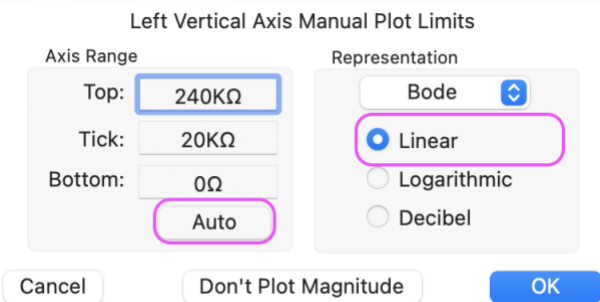 Left Vertical Axis Manual Plot Limits
Axis Range
Top: 240KΩ
Tick: 20KΩ
Bottom: 0Ω
Auto
Representation
Bode
Linear
Logarithmic
Decibel
Cancel
Don't Plot Magnitude
OK